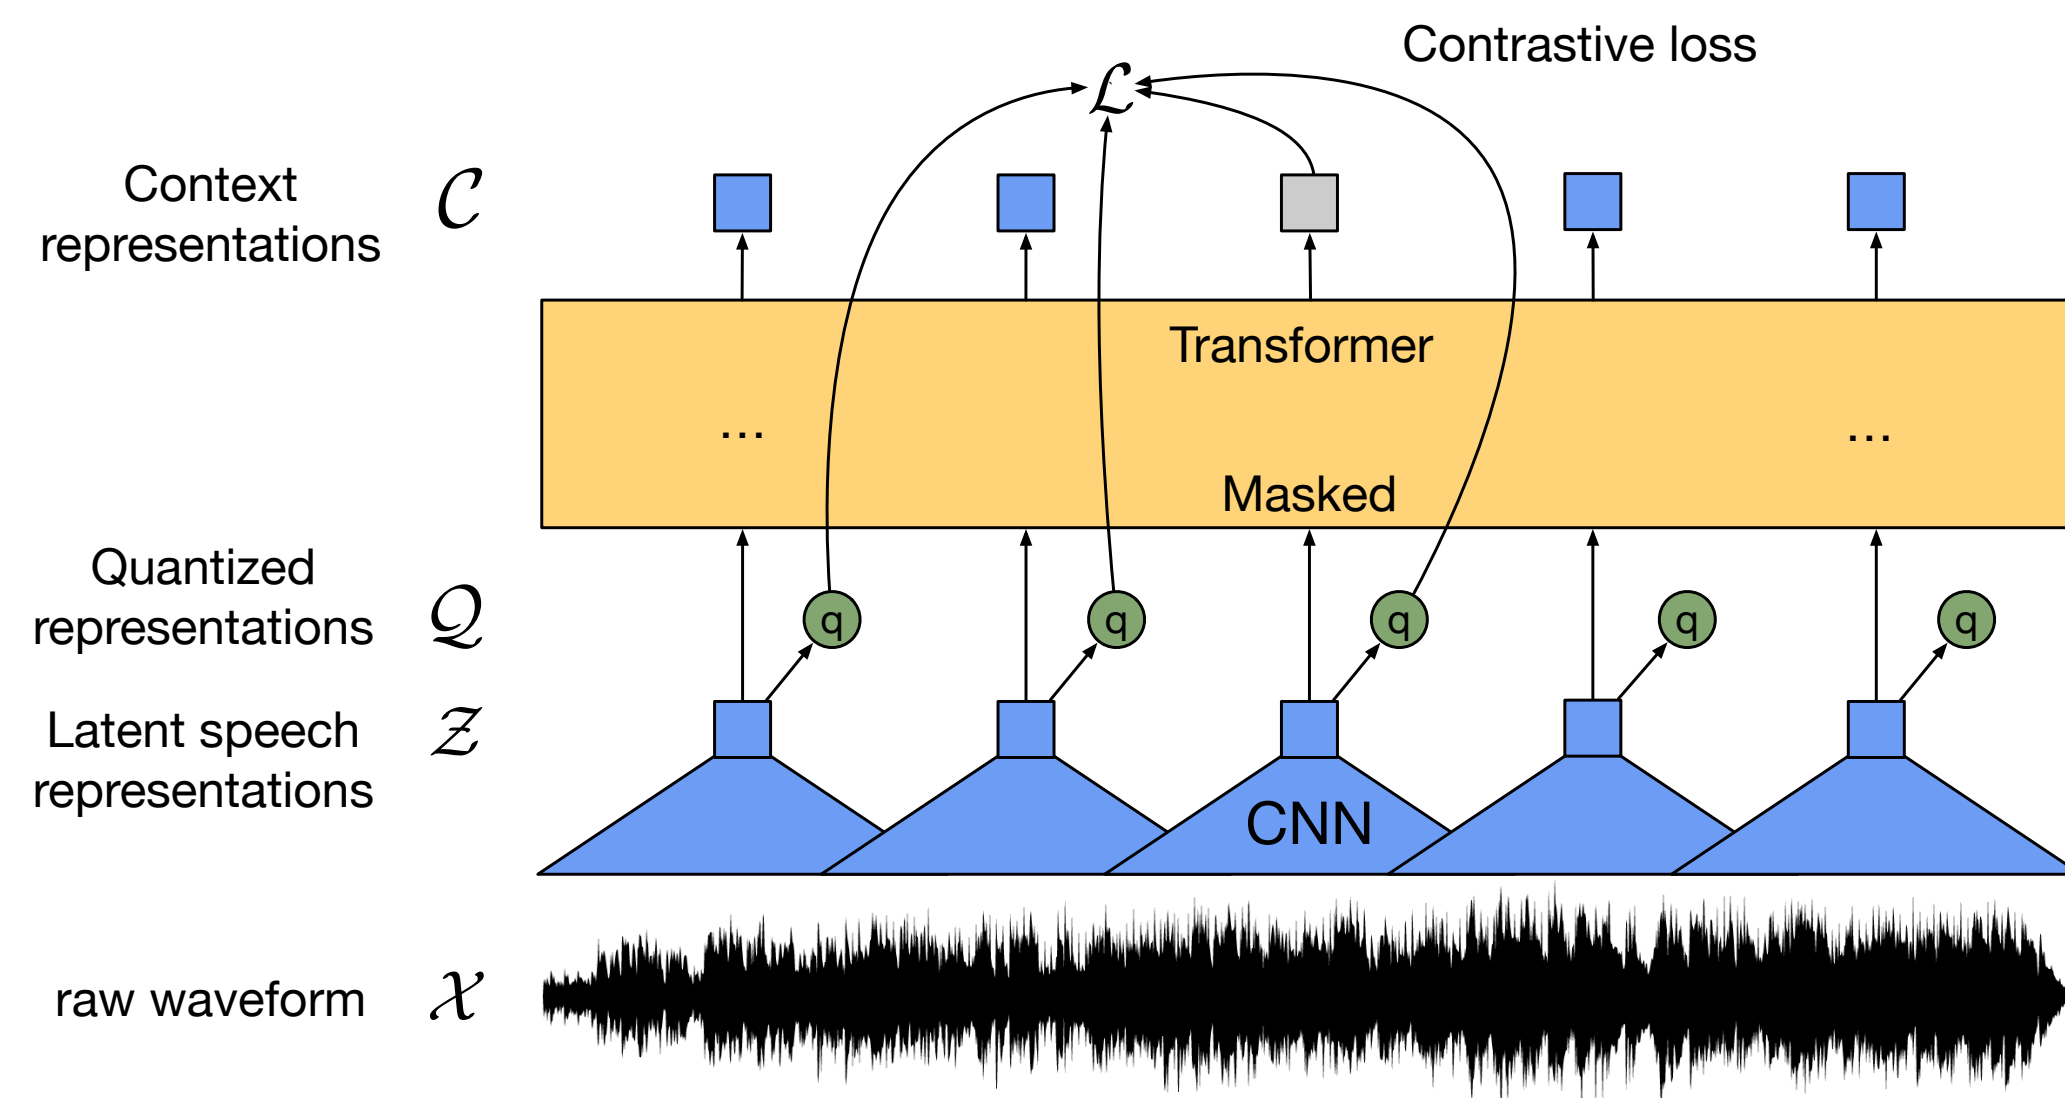 Contrastive loss
ℒ
Context
representations
𝒞
Transformer
... ...
Masked
Quantized
representations
𝒬
q q q q q
Latent speech
representations
𝒵
CNN
raw waveform
𝒳